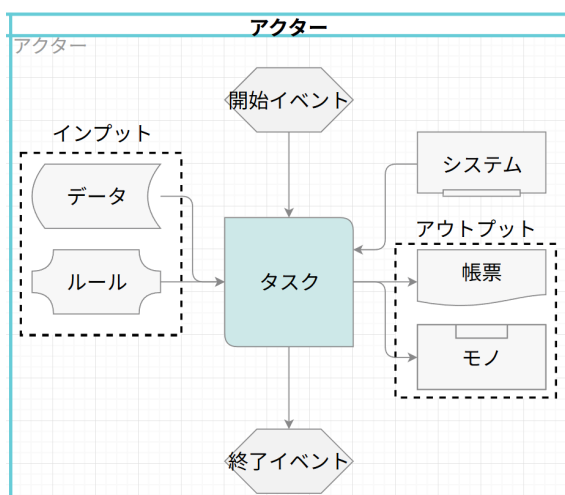 アクター
アクター
開始イベント
インプット
データ
システム
アウトプット
ルール
タスク
帳票
モノ
終了イベント